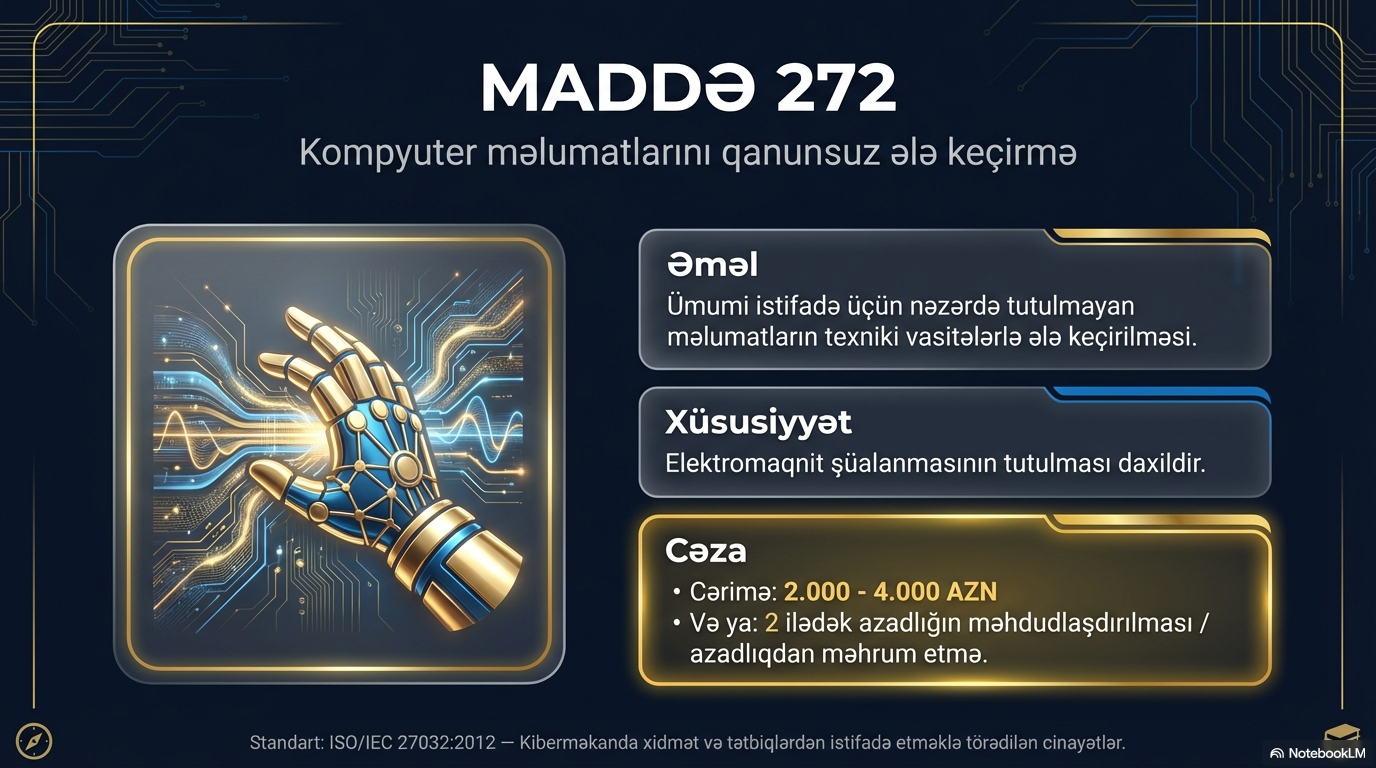 MADDƏ 272
Kompyuter məlumatlarını qanunsuz ələ keçirmə
Əməl
Ümumi istifadə üçün nəzərdə tutulmayan
məlumatların texniki vasitələrlə ələ keçirilməsi.
Xüsusiyyət
Elektromaqnit şüalanmasının tutulması daxildir.
Cəza
• Cərimə: 2.000 - 4.000 AZN
• Və ya: 2 ilədək azadlığın məhdudlaşdırılması /
azadlıqdan məhrum etmə.
Standart: ISO/IEC 27032:2012 — Kiberməkanda xidmət və tətbiqlərdən istifadə etməklə törədilən cinayətlər.
NotebookLM